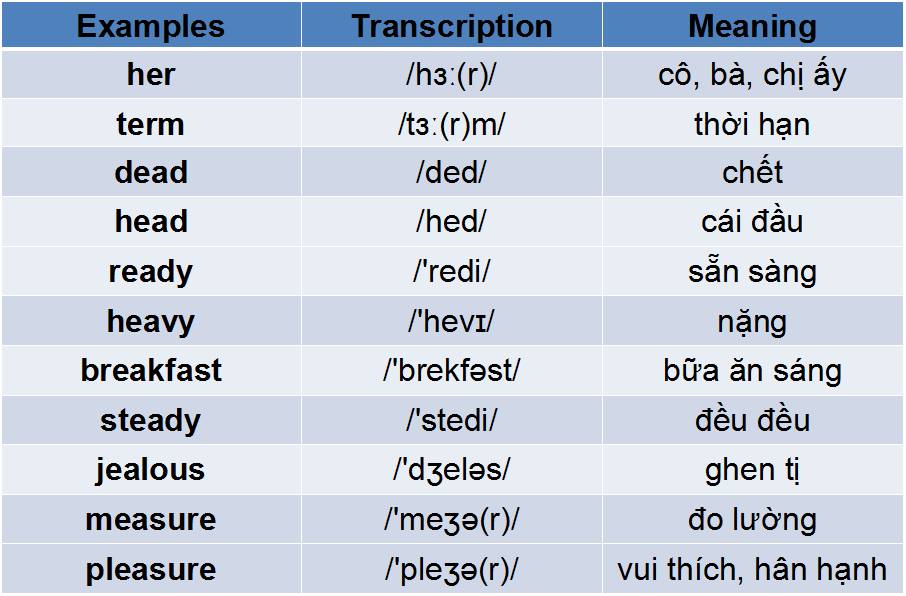 Examples Transcription Meaning
her /hɜː(r)/ cô, bà, chị ấy
term /tɜː(r)m/ thời hạn
dead /ded/ chết
head /hed/ cái đầu
ready /'redi/ sẵn sàng
heavy /'hevɪ/ nặng
breakfast /'brekfəst/ bữa ăn sáng
steady /'stedi/ đều đều
jealous /'dʒeləs/ ghen tị
measure /'meʒə(r)/ đo lường
pleasure /'pleʒə(r)/ vui thích, hân hạnh